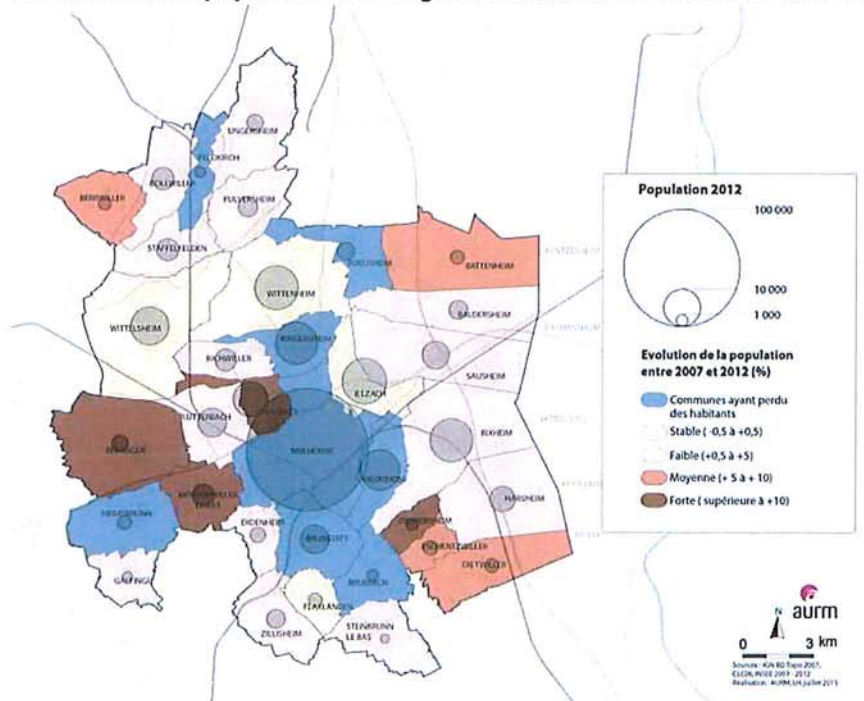 UNGERSHEIM
FELDKIRCH
BOLLWILLER
BERRWILLER
PULVERSHEIM
STAFFELFELDEN
BATTENHEIM
WITTENHEIM
BALDERSHEIM
WITTELSHEIM
KINGERSHEIM
RICHWILLER
SAUSHEIM
ILLZACH
LUTTERBACH
RIXHEIM
MULHOUSE
HABSHEIM
DIDENHEIM
BRUNSTATT
ESCHENTZWILLER
DIETWILLER
GALFINGUE
BRUEBACH
FLAXLANDEN
ZILLISHEIM
STEINBRUNN
LE BAS
Population 2012
100 000
10 000
1 000
Evolution de la population
entre 2007 et 2012 (%)
Communes ayant perdu
des habitants
Stable ( -0,5 à +0,5)
Faible (+0,5 à +5)
Moyenne (+ 5 à + 10)
Forte ( supérieure à +10)
aurm
N
0 3 km